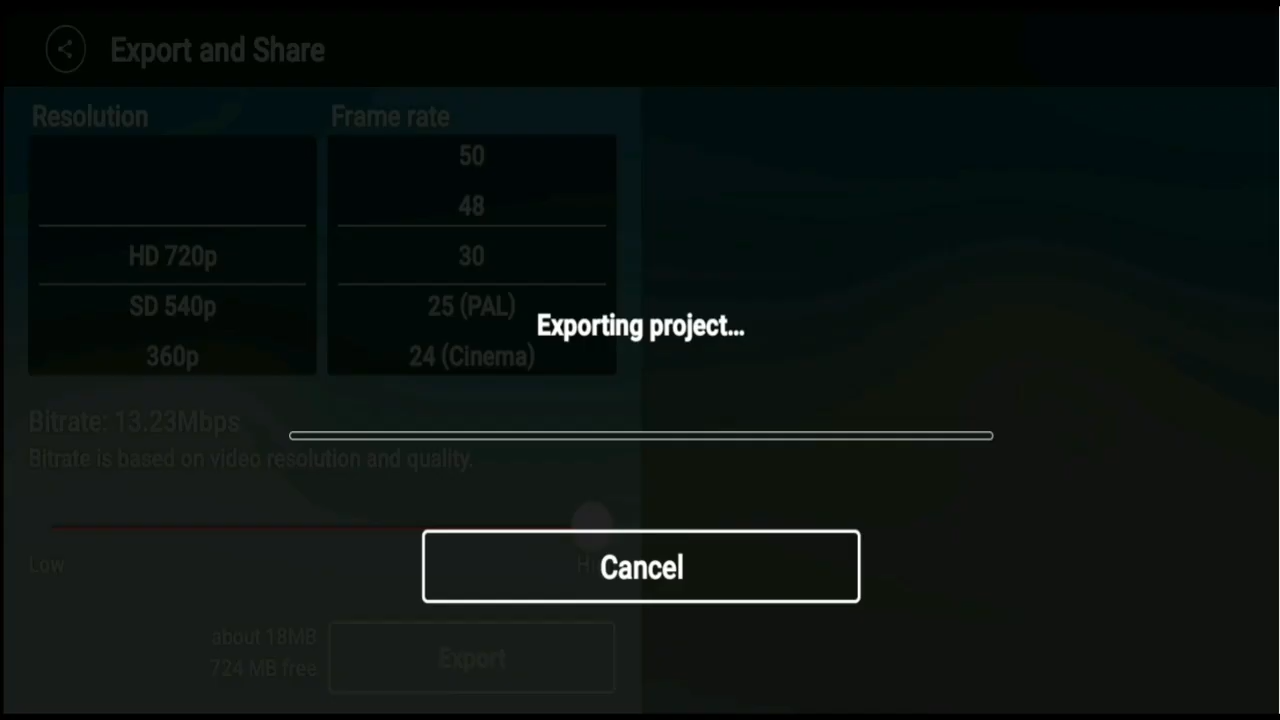 Export and Share
Resolution
Frame rate
50
48
HD 720p
30
SD 540p
25 (PAL)
360p
24 (Cinema)
Exporting project...
Bitrate: 13.23Mbps
Bitrate is based on video resolution and quality.
Low
Cancel
about 18MB
724 MB free
Export